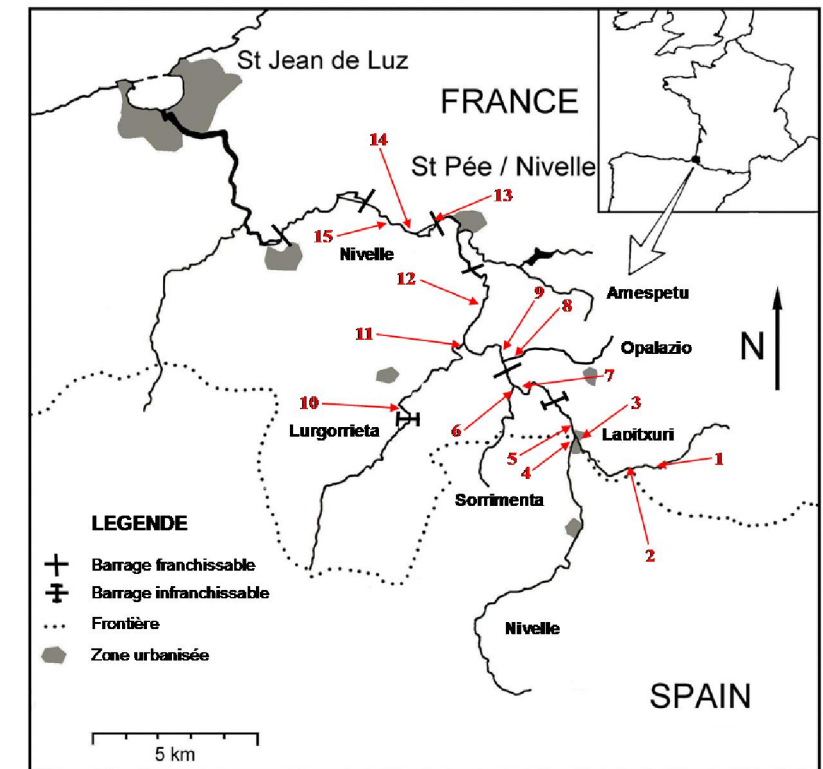 St Jean de Luz
FRANCE
14
St Pée / Nivelle
13
15
Nivelle
12
9
8
Amespetu
11
Opalazio
N
7
10
6
3
Lurgorrieta
Lapitxuri
5
4
1
Sorrimenta
2
LEGENDE
Barrage franchissable
Barrage infranchissable
Frontière
Zone urbanisée
Nivelle
SPAIN
5 km